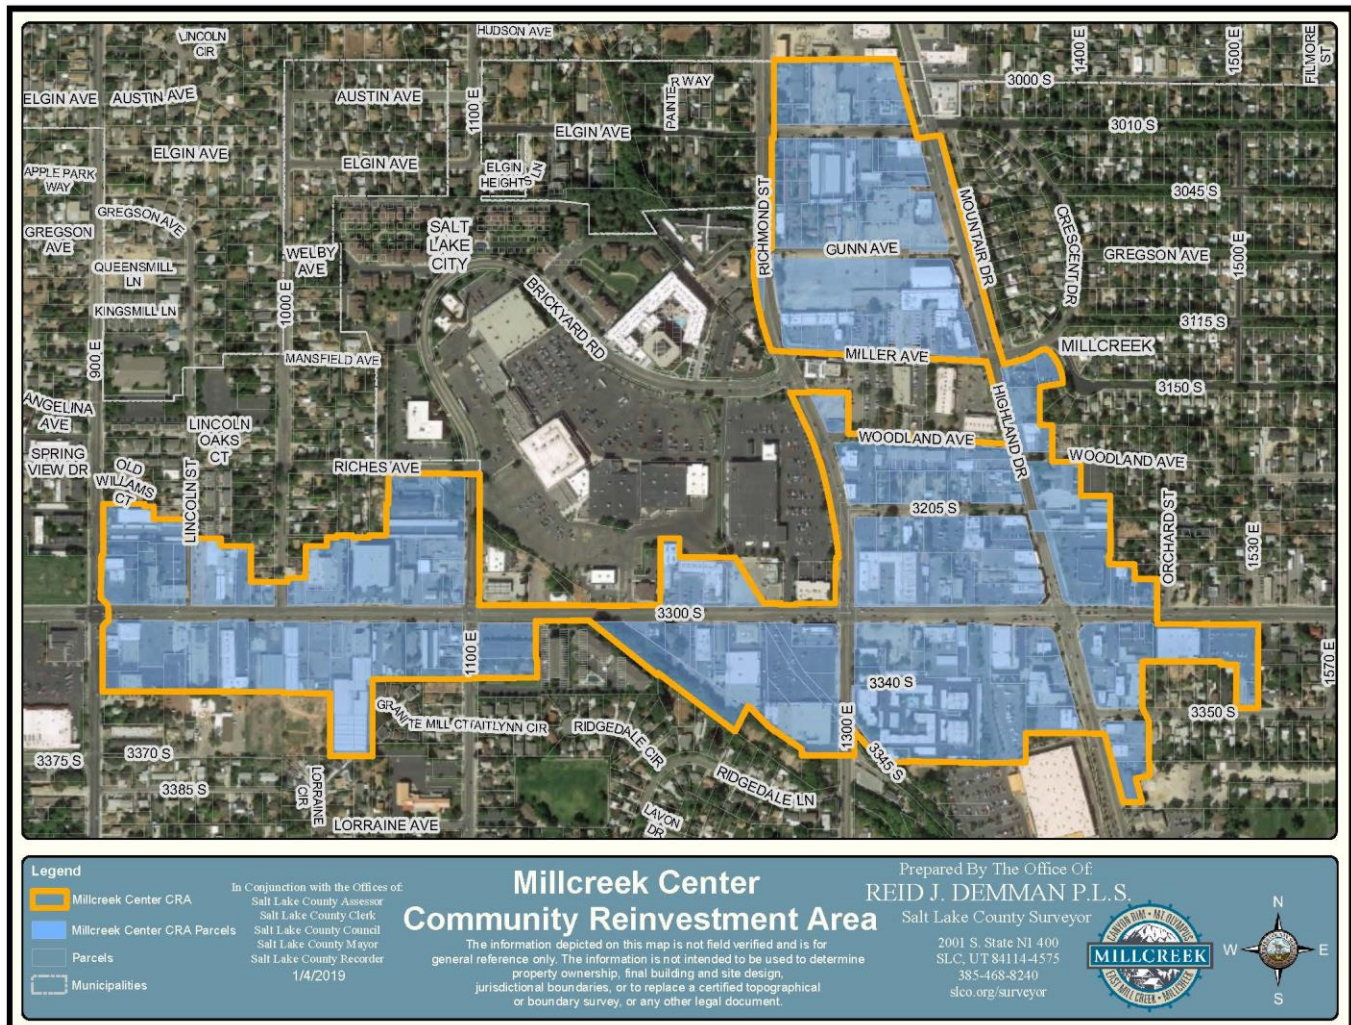 HUDSON AVE
LINCOLN
CIR
1400 E
1500 E
FILMORE
ST
3000 S
ELGIN AVE
AUSTIN AVE
AUSTIN AVE
WAY
1100 E
ELGIN AVE
3010 S
ELGIN AVE
ELGIN AVE
ELGIN
HEIGHTS LN
APPLE PARK
WAY
3045 S
GREGSON AVE
GREGSON
AVE
SALT
LAKE
CITY
RICHMOND ST
MOUNTAIR DR
CRESCENT DR
WELBY
AVE
GUNN AVE
GREGSON AVE
1500 E
QUEENSMILL
LN
1000 E
KINGSMILL LN
BRICKYARD RD
3115 S
900 E
MANSFIELD AVE
MILLER AVE
MILLCREEK
3150 S
ANGELINA
AVE
LINCOLN
OAKS
CT
HIGHLAND DR
WOODLAND AVE
WOODLAND AVE
SPRING
VIEW DR
OLD
WILLAMS
CT
LINCOLN ST
RICHES AVE
3205 S
ORCHARD ST
1530 E
3300 S
1100 E
1570 E
3340 S
GRANITE MILL CT
AITLYNN CIR
RIDGEDALE CIR
1300 E
3350 S
3375 S
3370 S
3345 S
3385 S
LORRAINE
CIR
RIDGEDALE LN
LORRAINE AVE
LAVON
DR
Legend
Millcreek Center CRA
Millcreek Center CRA Parcels
Parcels
Municipalities
In Conjunction with the Offices of:
Salt Lake County Assessor
Salt Lake County Clerk
Salt Lake County Council
Salt Lake County Mayor
Salt Lake County Recorder
1/4/2019
Millcreek Center
Community Reinvestment Area
The information depicted on this map is not field verified and is for
general reference only. The information is not intended to be used to determine
property ownership, final building and site design,
jurisdictional boundaries, or to replace a certified topographical
or boundary survey, or any other legal document.
Prepared By The Office Of:
REID J. DEMMAN P.L.S.
Salt Lake County Surveyor
2001 S. State N1 400
SLC, UT 84114-4575
385-468-8240
slco.org/surveyor
CANYON RIM • MT. OLYMPUS
MILLCREEK
EAST MILL CREEK • MILLCREEK
N
W
E
S